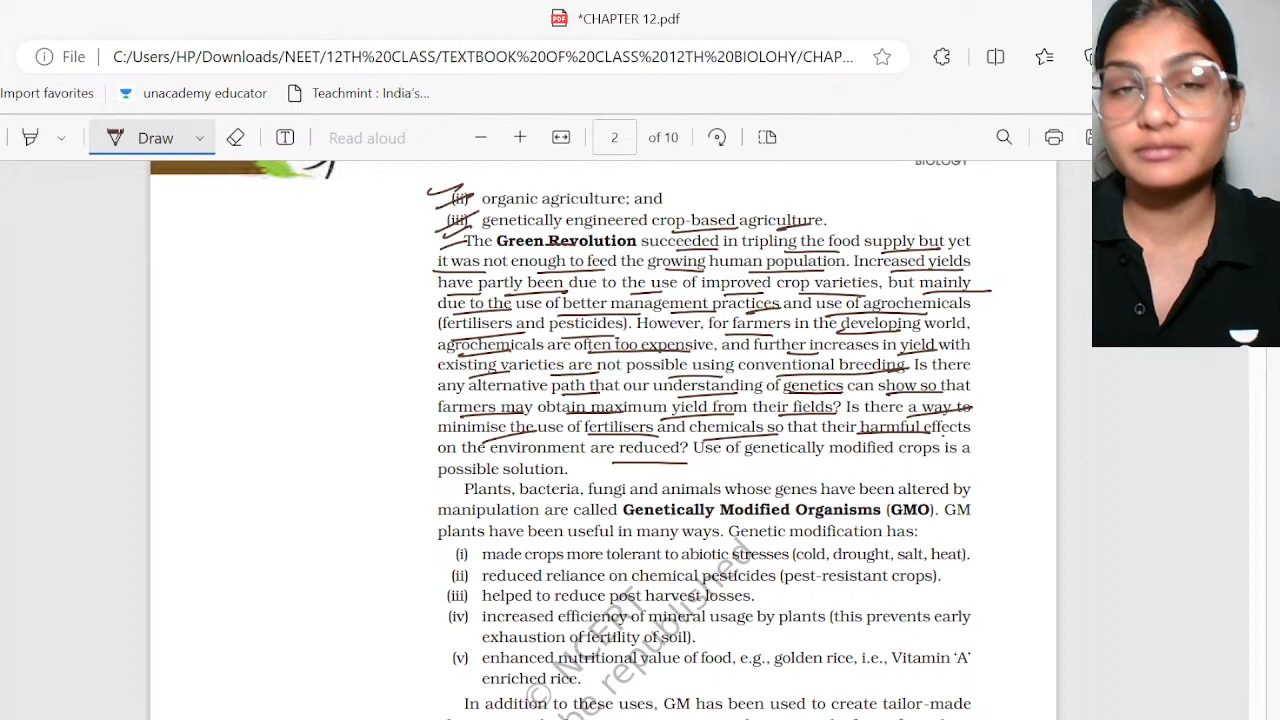 *CHAPTER 12.pdf
File C:/Users/HP/Downloads/NEET/12TH%20CLASS/TEXTBOOK%20OF%20CLASS%2012TH%20BIOLOHY/CHAP...
Import favorites unacademy educator Teachmint : India's...
Draw Read aloud 2 of 10
BIOLOGY
(ii) organic agriculture; and
(iii) genetically engineered crop-based agriculture.
The Green Revolution succeeded in tripling the food supply but yet
it was not enough to feed the growing human population. Increased yields
have partly been due to the use of improved crop varieties, but mainly
due to the use of better management practices and use of agrochemicals
(fertilisers and pesticides). However, for farmers in the developing world,
agrochemicals are often too expensive, and further increases in yield with
existing varieties are not possible using conventional breeding. Is there
any alternative path that our understanding of genetics can show so that
farmers may obtain maximum yield from their fields? Is there a way to
minimise the use of fertilisers and chemicals so that their harmful effects
on the environment are reduced? Use of genetically modified crops is a
possible solution.
Plants, bacteria, fungi and animals whose genes have been altered by
manipulation are called Genetically Modified Organisms (GMO). GM
plants have been useful in many ways. Genetic modification has:
(i) made crops more tolerant to abiotic stresses (cold, drought, salt, heat).
(ii) reduced reliance on chemical pesticides (pest-resistant crops).
(iii) helped to reduce post harvest losses.
(iv) increased efficiency of mineral usage by plants (this prevents early
exhaustion of fertility of soil).
(v) enhanced nutritional value of food, e.g., golden rice, i.e., Vitamin 'A'
enriched rice.
In addition to these uses, GM has been used to create tailor-made
© NCERT
be republished